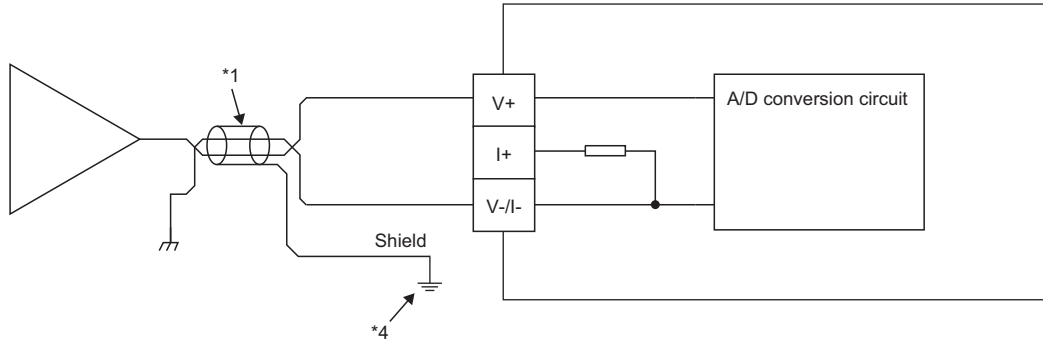 *1
V+
A/D conversion circuit
I+
V-/I-
Shield
*4